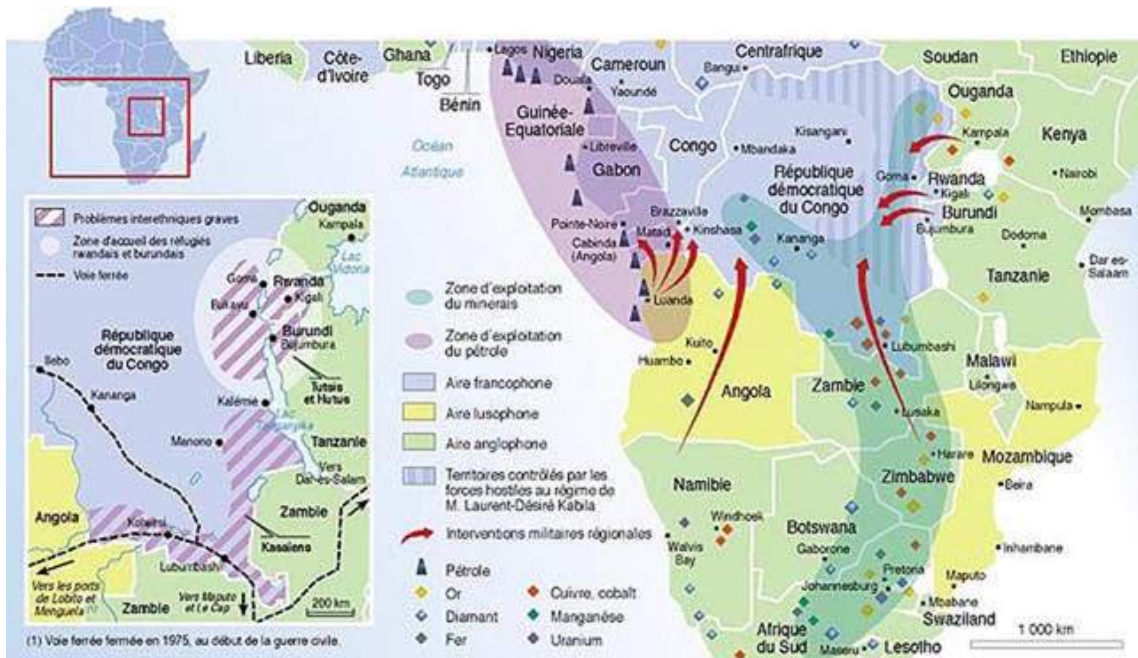 Liberia
Côte-
d'Ivoire
Ghana
Togo
Bénin
Lagos
Nigeria
Douala
Cameroun
Yaoundé
Centrafrique
Bangui
Soudan
Ethiopie
Guinée-
Equatoriale
Libreville
Gabon
Congo
Océan
Atlantique
Mbandaka
Kisangani
République
démocratique
du Congo
Ouganda
Kampala
Kenya
Nairobi
Goma
Rwanda
Kigali
Burundi
Bujumbura
Mombasa
Dodoma
Dar es-
Salaam
Tanzanie
Pointe-Noire
Cabinda
(Angola)
Brazzaville
Matadi
Kinshasa
Kananga
Luanda
Kuito
Huambo
Angola
Lubumbashi
Zambie
Lusaka
Malawi
Lilongwe
Nampula
Harare
Mozambique
Zimbabwe
Beira
Namibie
Windhoek
Walvis
Bay
Botswana
Gaborone
Johannesburg
Inhambane
Maputo
Mbabane
Swaziland
Afrique
du Sud
Maseru
Lesotho
1 000 km
Zone d'exploitation
du minerais
Zone d'exploitation
du pétrole
Aire francophone
Aire lusophone
Aire anglophone
Territoires contrôlés par les
forces hostiles au régime de
M. Laurent-Désiré Kabila
Interventions militaires régionales
Pétrole
Or
Diamant
Fer
Cuivre, cobalt
Manganèse
Uranium
Problèmes interethniques graves
Zone d'accueil des réfugiés
rwandais et burundais
Voie ferrée
Ouganda
Kampala
Lac
Goma
Rwanda
Kigali
Burundi
Bujumbura
République
démocratique
du Congo
Tutsis
et Hutus
Ilebo
Kananga
Kalémie
Lac
Tanganyika
Manono
Tanzanie
Vers
Dar-es-Salam
Angola
Zambie
Kasaïens
Lubumbashi
Vers les ports
de Lobito et
Menguela
Zambie
Vers Maputo
et Le Cap
200 km
(1) Voie ferrée fermée en 1975, au début de la guerre civile.